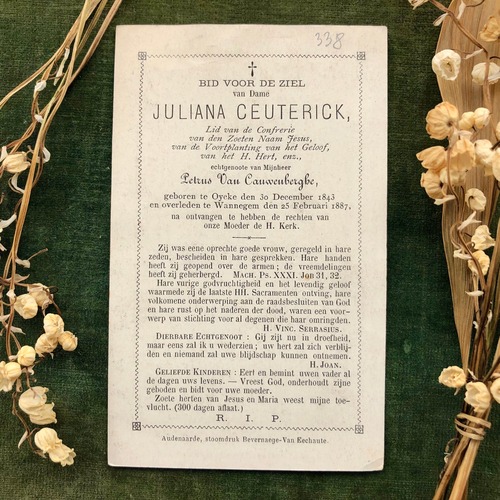 338
BID VOOR DE ZIEL
van Dame
JULIANA CEUTERICK,
Lid van de Confrerie
van den Zoeten Naam Jesus,
van de Voortplanting van het Geloof,
van het H. Hert, enz.,
echtgenoote van Mijnheer
Petrus Van Cauwenberghe,
geboren te Oycke den 30 December 1843
en overleden te Wannegem den 25 Februari 1887,
na ontvangen te hebben de rechten van
onze Moeder de H. Kerk.
Zij was eene oprechte goede vrouw, geregeld in hare
zeden, bescheiden in hare gesprekken. Hare handen
heeft zij geopend over de armen ; de vreemdelingen
heeft zij geherbergd. MACH. PS. XXXI. JOB 31, 32.
Hare vurige godvruchtigheid en het levendig geloof
waarmede zij de laatste HH. Sacramenten ontving, hare
volkomene onderwerping aan de raadsbesluiten van God
en hare rust op het naderen der dood, waren een voor-
werp van stichting voor al degenen die haar omringden.
H. VINC. SERRASIUS.
DIERBARE ECHTGENOOT : Gij zijt nu in droefheid,
maar eens zal ik u wederzien ; uw hert zal zich verblij-
den en niemand zal uwe blijdschap kunnen ontnemen.
H. JOAN.
GELIEFDE KINDEREN : Eert en bemint uwen vader al
de dagen uws levens. — Vreest God, onderhoudt zijne
geboden en bidt voor uwe moeder.
Zoete herten van Jesus en Maria weest mijne toe-
vlucht. (300 dagen aflaat.)
R. I. P.
Audenaarde, stoomdruk Bevernaege-Van Eechaute.